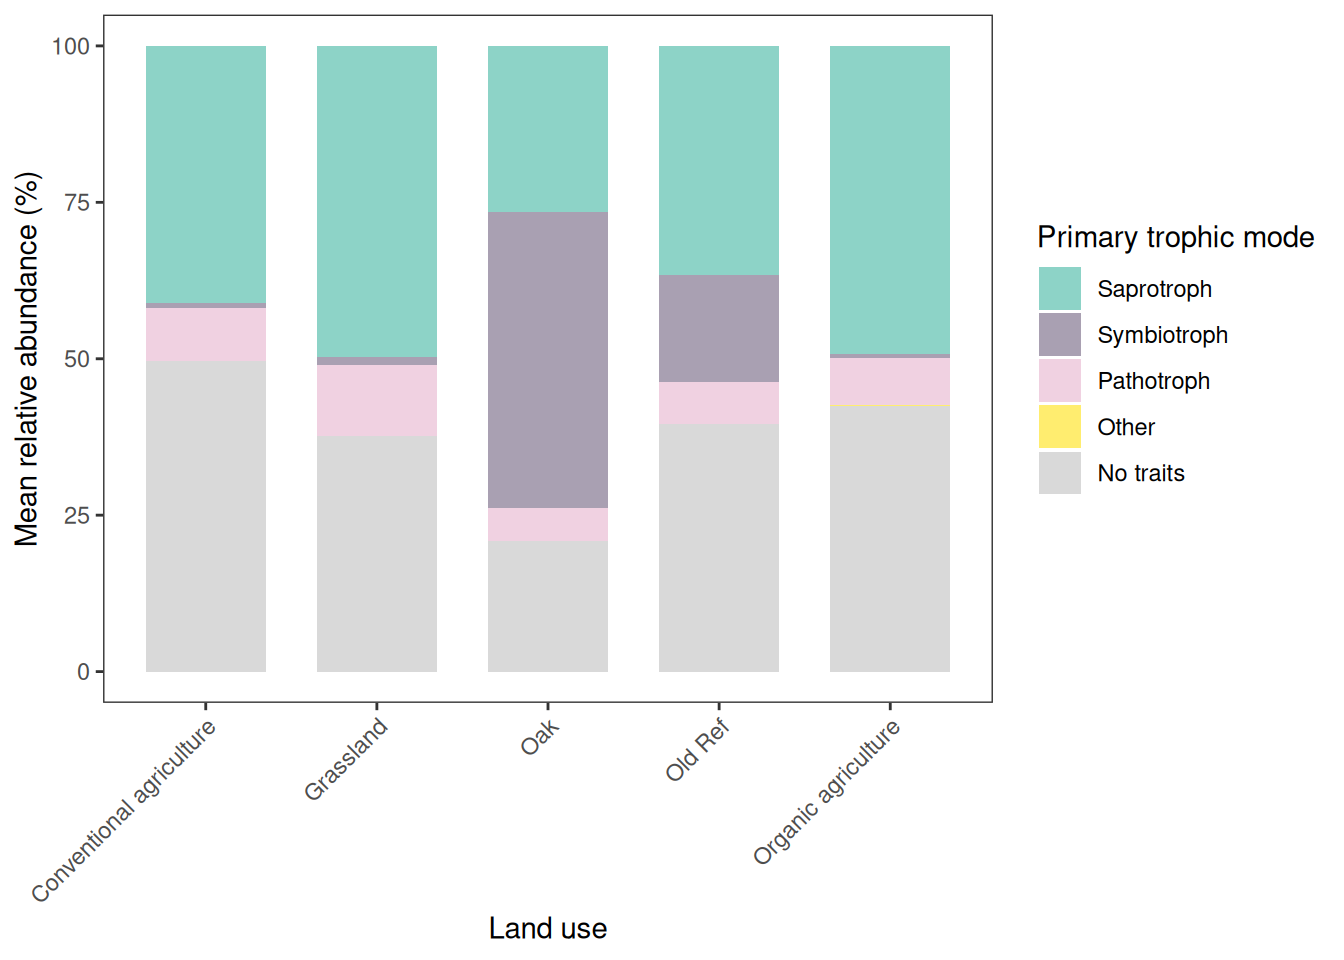 Mean relative abundance (%)
100
75
50
25
0
Conventional agriculture
Grassland
Oak
Old Ref
Organic agriculture
Land use
Primary trophic mode
Saprotroph
Symbiotroph
Pathotroph
Other
No traits